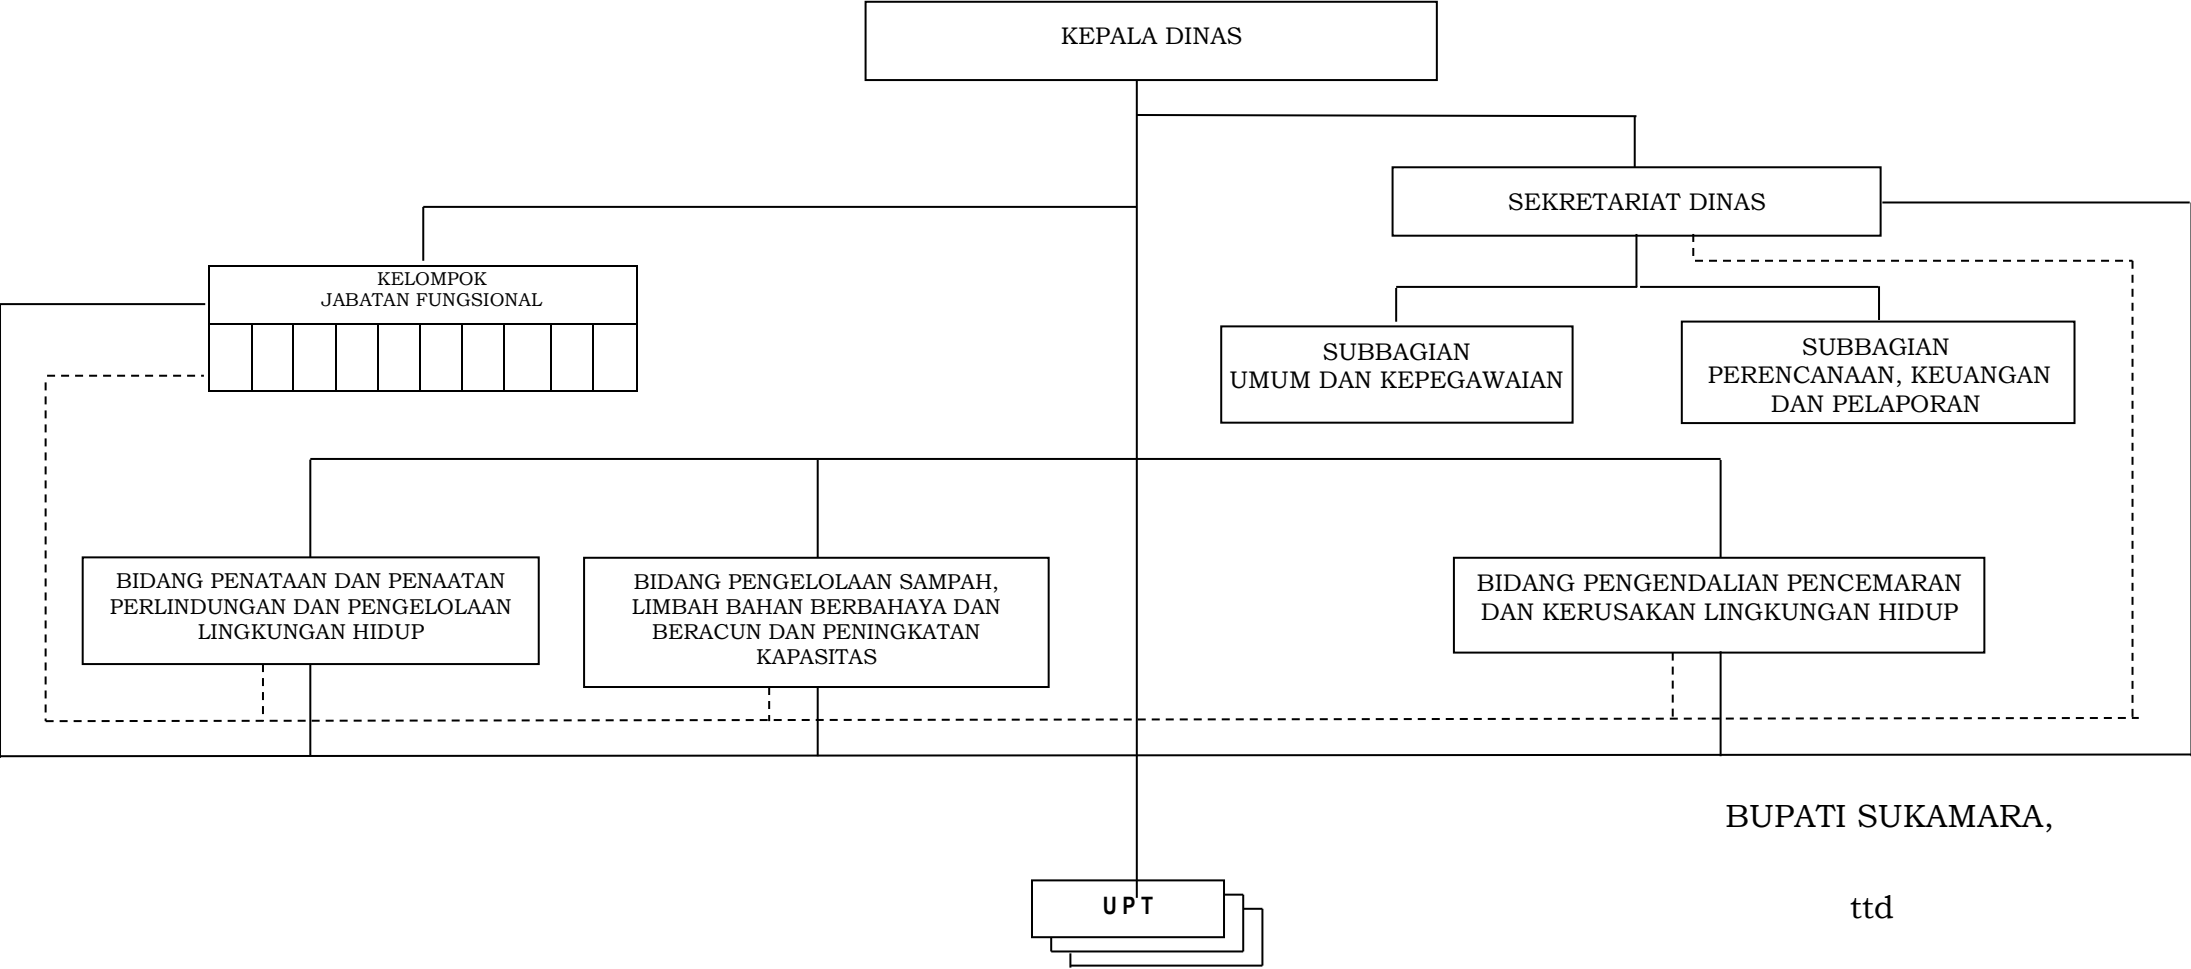 KEPALA DINAS
SEKRETARIAT DINAS
KELOMPOK
JABATAN FUNGSIONAL
SUBBAGIAN
UMUM DAN KEPEGAWAIAN
SUBBAGIAN
PERENCANAAN, KEUANGAN
DAN PELAPORAN
BIDANG PENATAAN DAN PENAATAN
PERLINDUNGAN DAN PENGELOLAAN
LINGKUNGAN HIDUP
BIDANG PENGELOLAAN SAMPAH,
LIMBAH BAHAN BERBAHAYA DAN
BERACUN DAN PENINGKATAN
KAPASITAS
BIDANG PENGENDALIAN PENCEMARAN
DAN KERUSAKAN LINGKUNGAN HIDUP
BUPATI SUKAMARA,
UPT
ttd